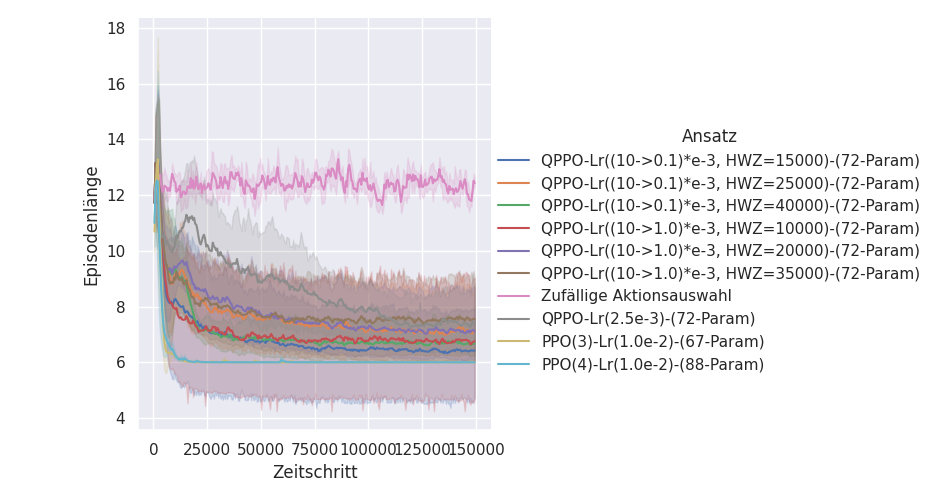 18
16
14
12
10
8
6
4
Episodenlänge
0
25000
50000
75000
100000
125000
150000
Zeitschritt
Ansatz
QPPO-Lr((10->0.1)*e-3, HWZ=15000)-(72-Param)
QPPO-Lr((10->0.1)*e-3, HWZ=25000)-(72-Param)
QPPO-Lr((10->0.1)*e-3, HWZ=40000)-(72-Param)
QPPO-Lr((10->1.0)*e-3, HWZ=10000)-(72-Param)
QPPO-Lr((10->1.0)*e-3, HWZ=20000)-(72-Param)
QPPO-Lr((10->1.0)*e-3, HWZ=35000)-(72-Param)
Zufällige Aktionsauswahl
QPPO-Lr(2.5e-3)-(72-Param)
PPO(3)-Lr(1.0e-2)-(67-Param)
PPO(4)-Lr(1.0e-2)-(88-Param)